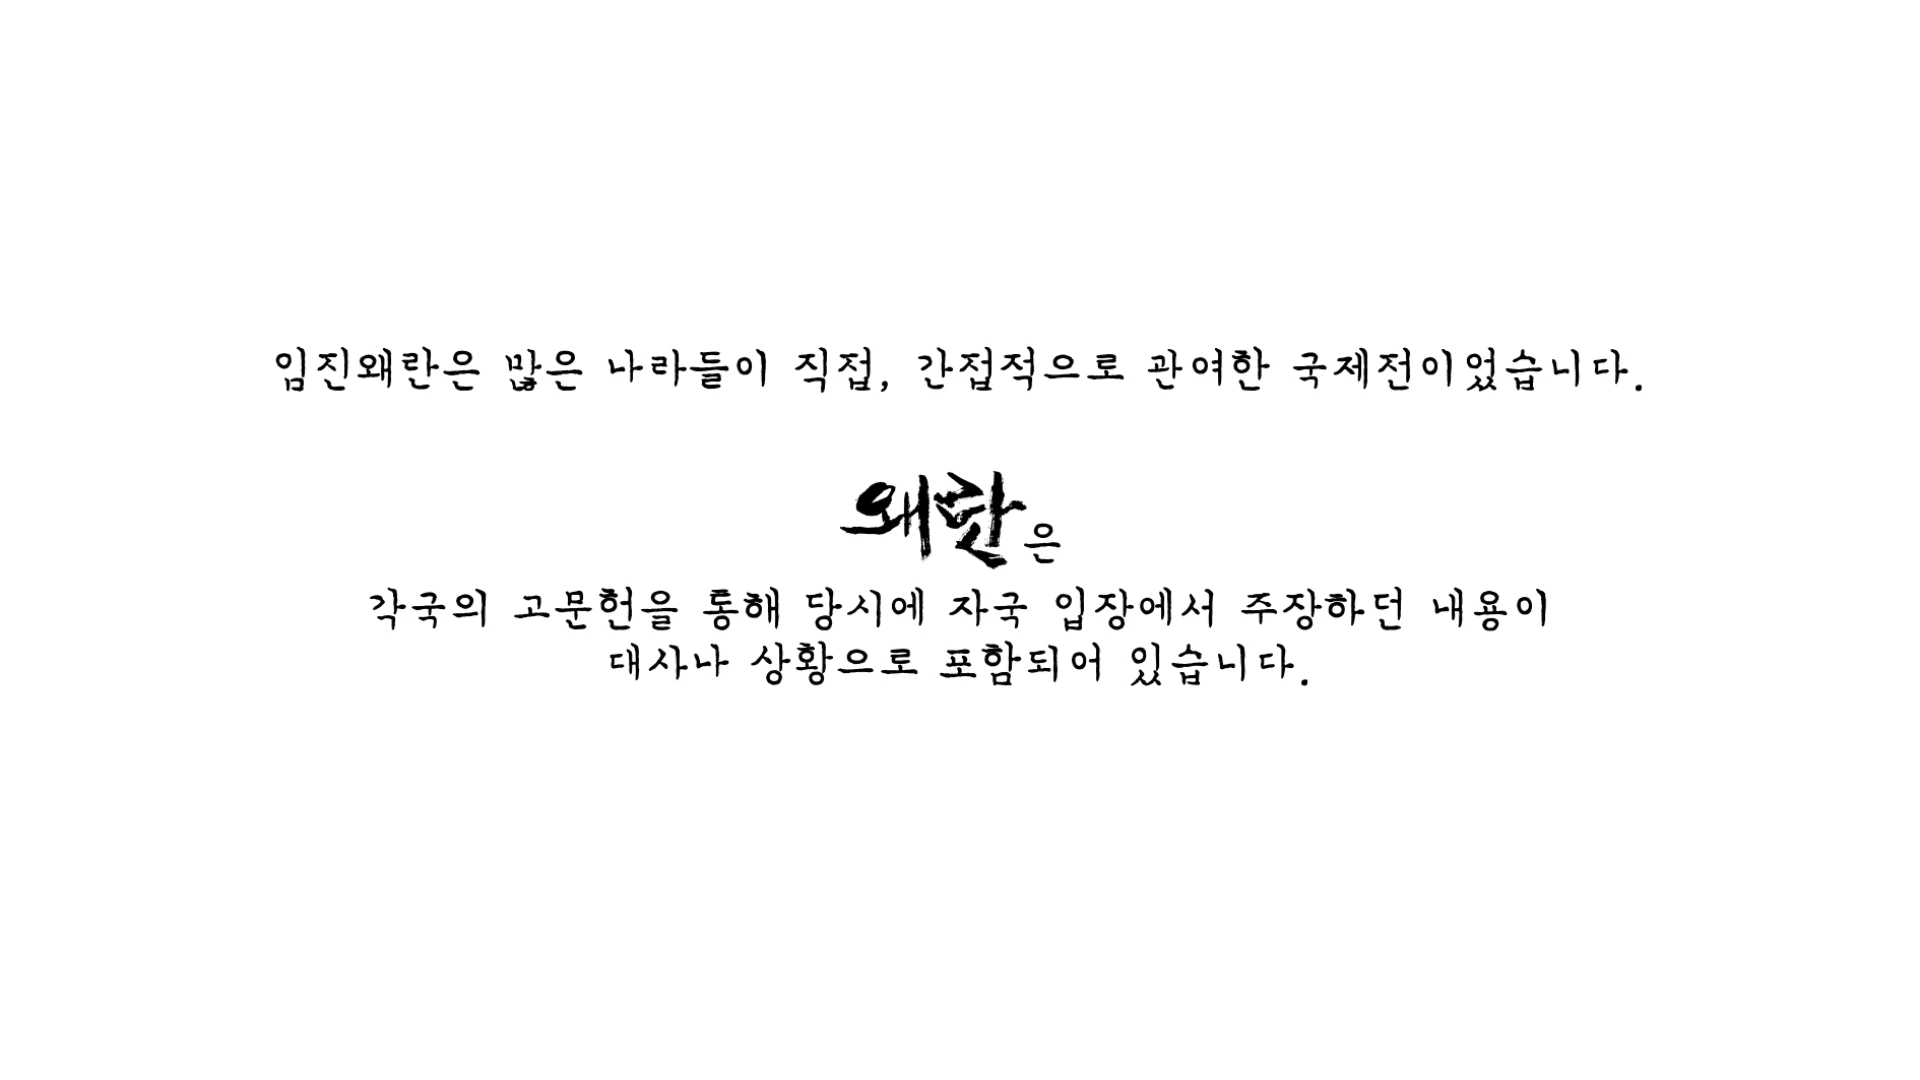 임진왜란은 많은 나라들이 직접, 간접적으로 관여한 국제전이었습니다.
왜란은
각국의 고문헌을 통해 당시에 자국 입장에서 주장하던 내용이
대사나 상황으로 포함되어 있습니다.